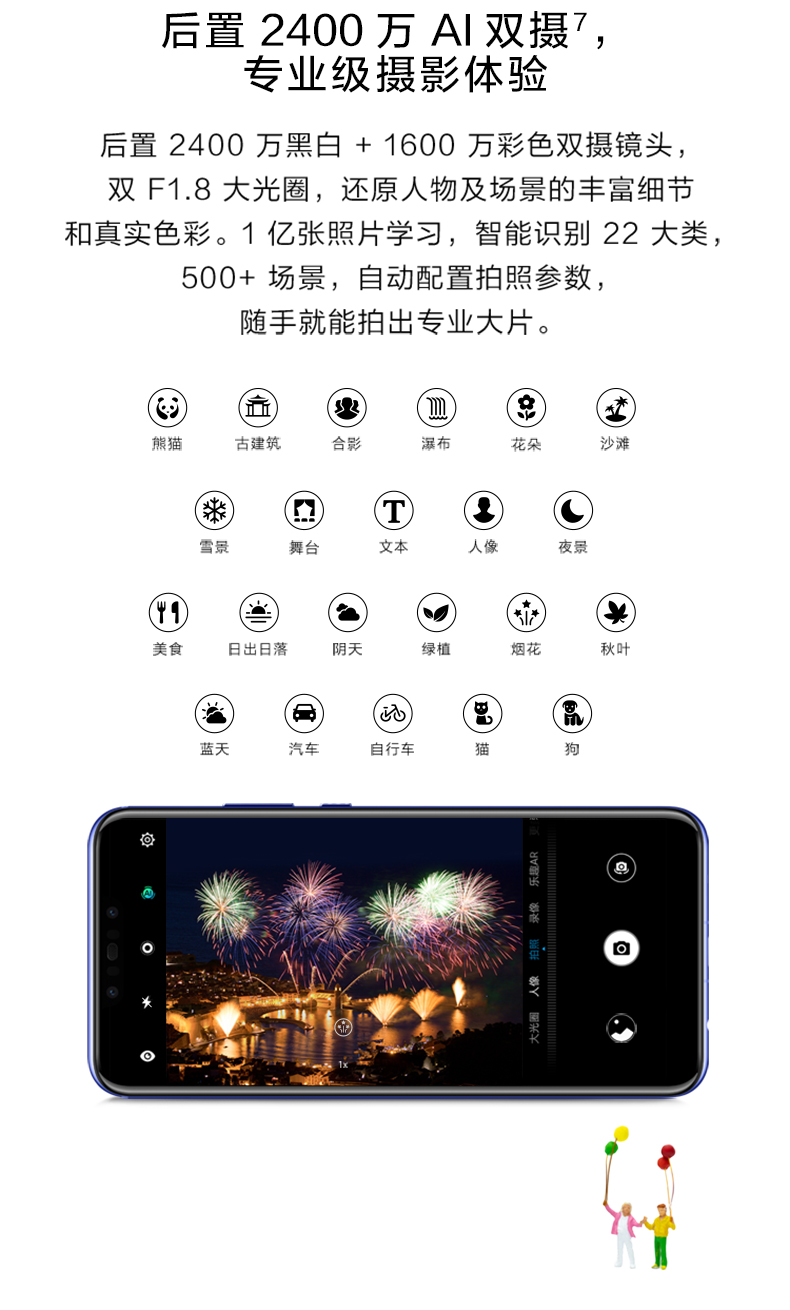 后置 2400 万 AI 双摄7，
专业级摄影体验
后置 2400 万黑白 + 1600 万彩色双摄镜头，
双 F1.8 大光圈，还原人物及场景的丰富细节
和真实色彩。1 亿张照片学习，智能识别 22 大类，
500+ 场景，自动配置拍照参数，
随手就能拍出专业大片。
熊猫 古建筑 合影 瀑布 花朵 沙滩
雪景 舞台 T 文本 人像 夜景
美食 日出日落 阴天 绿植 烟花 秋叶
蓝天 汽车 自行车 猫 狗
AI
1x
大光圈 人像 拍照 录像 乐趣AR